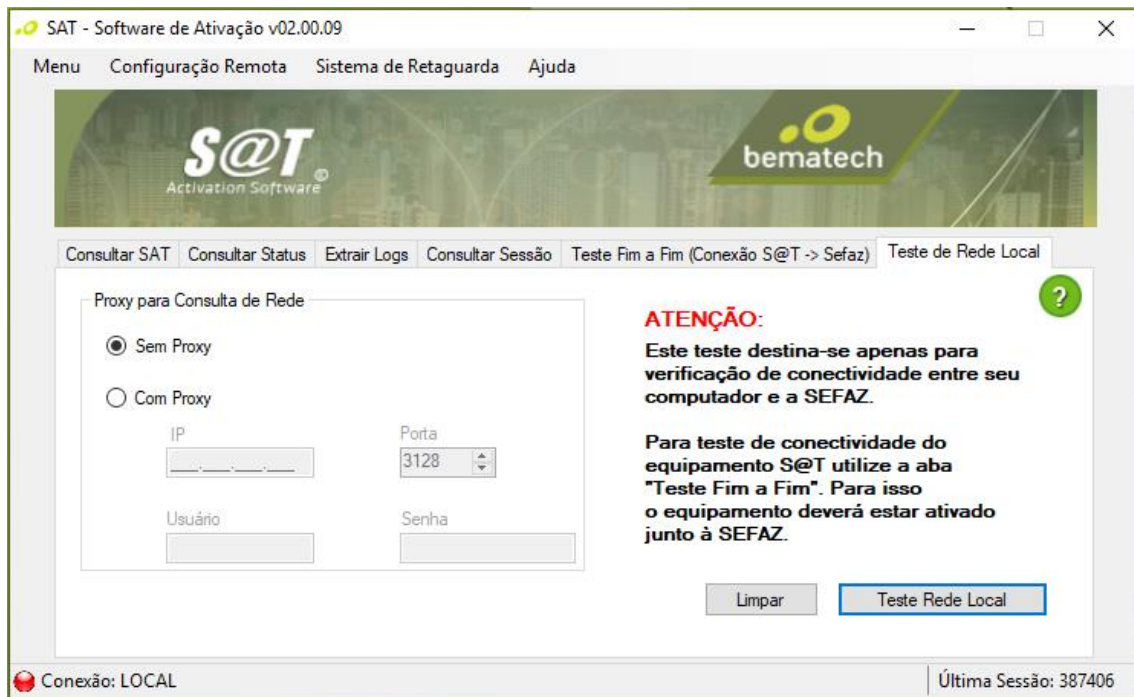 SAT - Software de Ativação v02.00.09
Menu Configuração Remota Sistema de Retaguarda Ajuda
S@T
Activation Software ®
bematech
Consultar SAT Consultar Status Extrair Logs Consultar Sessão Teste Fim a Fim (Conexão S@T -> Sefaz) Teste de Rede Local
Proxy para Consulta de Rede
Sem Proxy
Com Proxy
IP Porta
___.___.___.___ 3128
Usuário Senha
?
ATENÇÃO:
Este teste destina-se apenas para
verificação de conectividade entre seu
computador e a SEFAZ.
Para teste de conectividade do
equipamento S@T utilize a aba
"Teste Fim a Fim". Para isso
o equipamento deverá estar ativado
junto à SEFAZ.
Limpar Teste Rede Local
Conexão: LOCAL Última Sessão: 387406